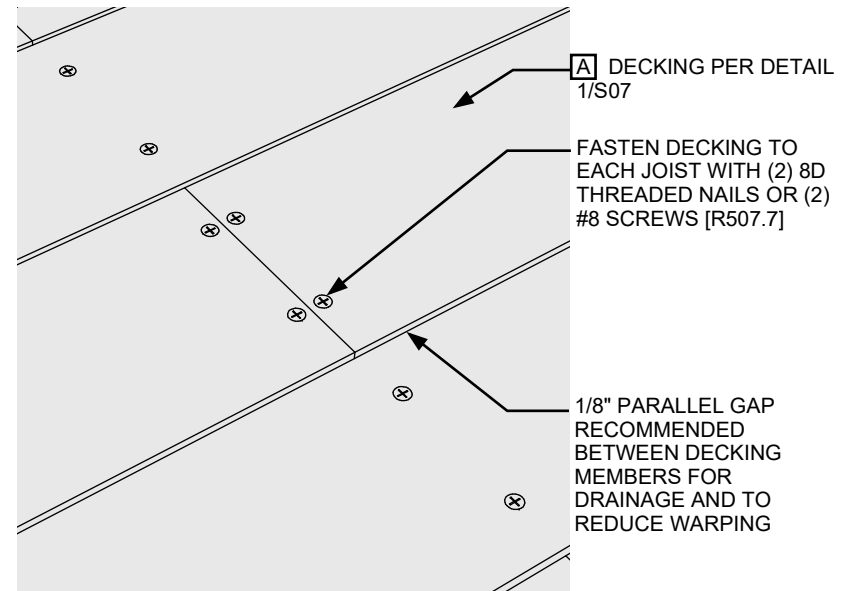 A DECKING PER DETAIL
1/S07
FASTEN DECKING TO
EACH JOIST WITH (2) 8D
THREADED NAILS OR (2)
#8 SCREWS [R507.7]
1/8" PARALLEL GAP
RECOMMENDED
BETWEEN DECKING
MEMBERS FOR
DRAINAGE AND TO
REDUCE WARPING